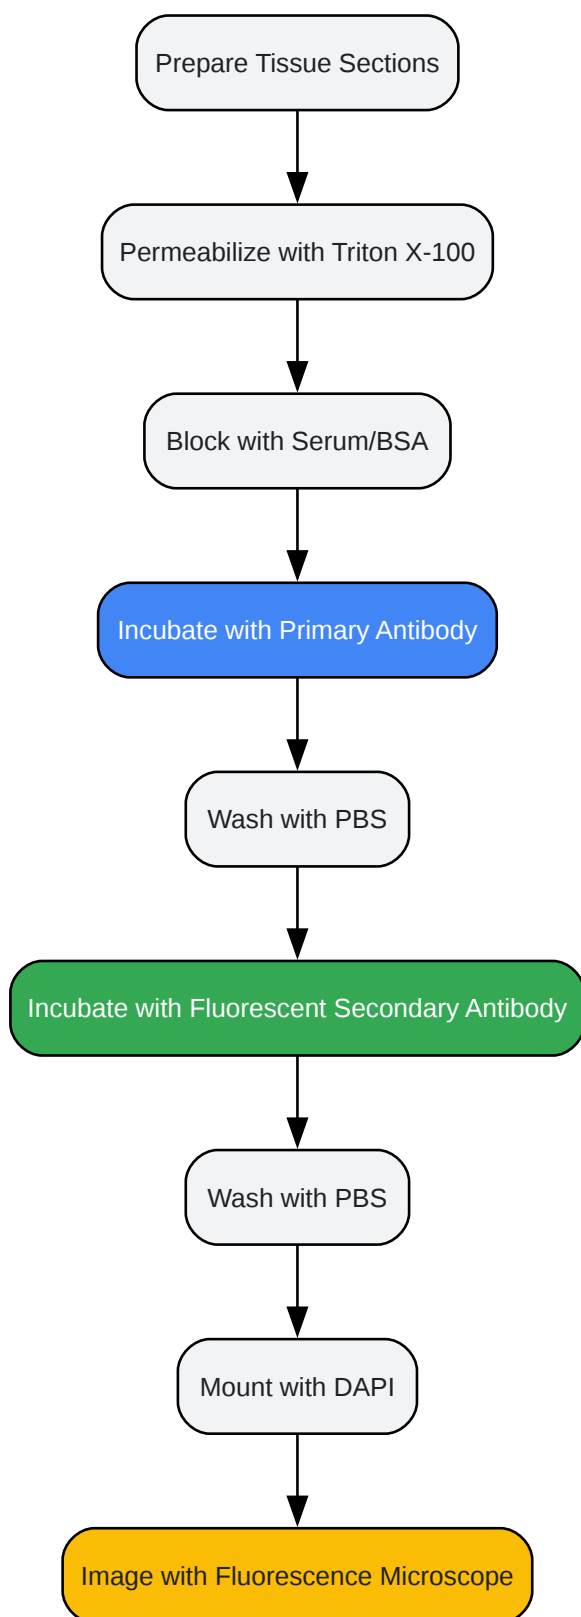 Prepare Tissue Sections
Permeabilize with Triton X-100
Block with Serum/BSA
Incubate with Primary Antibody
Wash with PBS
Incubate with Fluorescent Secondary Antibody
Wash with PBS
Mount with DAPI
Image with Fluorescence Microscope